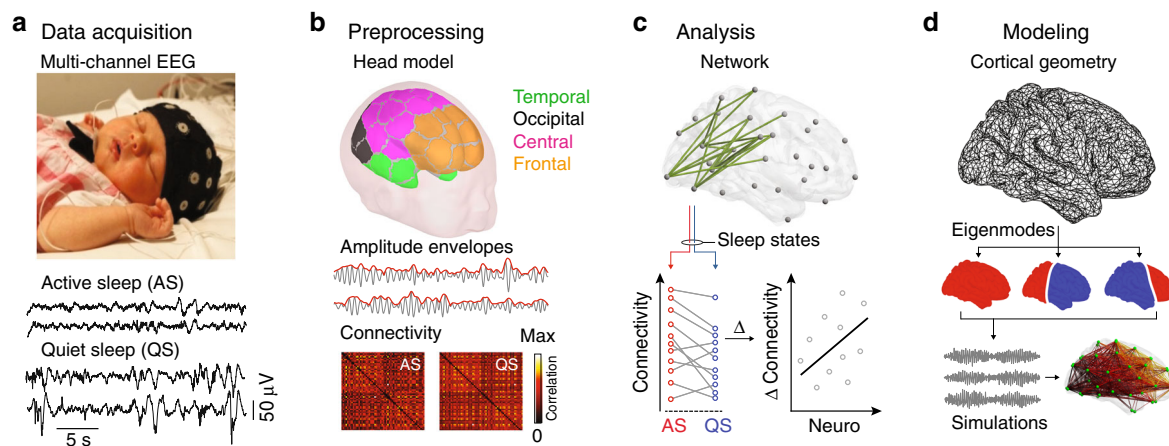 a Data acquisition
Multi-channel EEG
Active sleep (AS)
Quiet sleep (QS)
50 µV
5 s
b Preprocessing
Head model
Temporal
Occipital
Central
Frontal
Amplitude envelopes
Connectivity
Max
AS
QS
Correlation
0
c Analysis
Network
Sleep states
Connectivity
AS
QS
Δ
Δ Connectivity
Neuro
d Modeling
Cortical geometry
Eigenmodes
Simulations